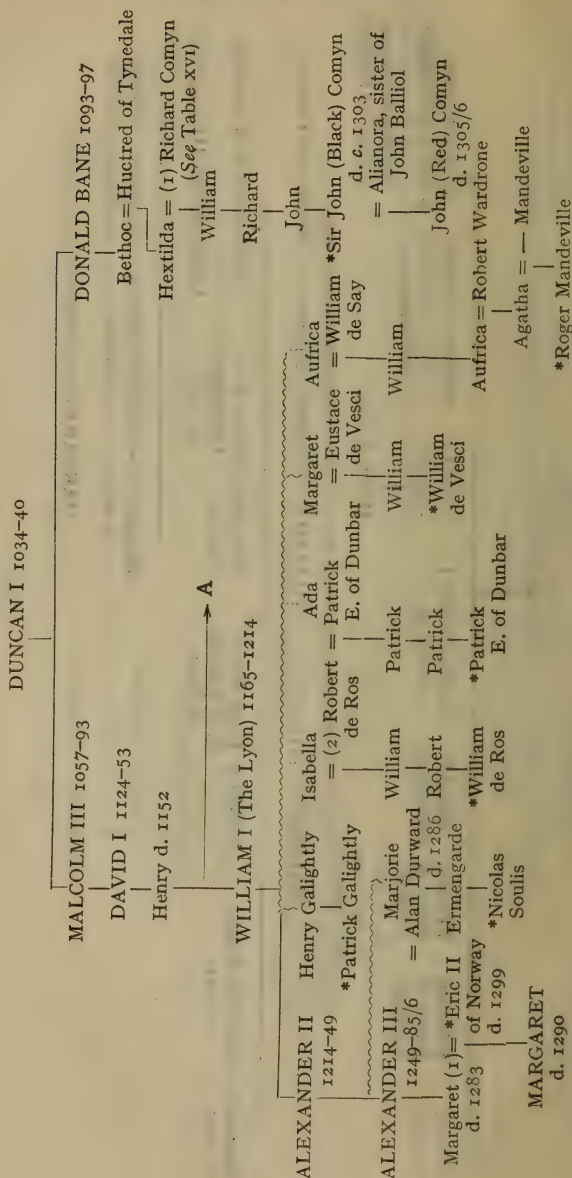 DUNCAN I 1034–40
MALCOLM III 1057–93
DONALD BANE 1093–97
DAVID I 1124–53
Bethoc = Huctred of Tynedale
Henry d. 1152
Hextilda = (1) Richard Comyn
(See Table XVI)
A
William
WILLIAM I (The Lyon) 1165–1214
Richard
ALEXANDER II
1214–49
Henry Galightly
Isabella
= (2) Robert
de Ros
Ada
= Patrick
E. of Dunbar
Margaret
= Eustace
de Vesci
Aufrica
= William
de Say
John
*Patrick Galightly
*Sir John (Black) Comyn
d. c. 1303
= Alianora, sister of
John Balliol
ALEXANDER III
1249–85/6
Marjorie
= Alan Durward
d. 1286
William
Patrick
William
William
John (Red) Comyn
d. 1305/6
Margaret (1) = *Eric II
d. 1283
of Norway
d. 1299
Ermengarde
Robert
Patrick
*William
de Vesci
Aufrica = Robert Wardrone
MARGARET
d. 1290
*Nicolas
Soulis
*William
de Ros
*Patrick
E. of Dunbar
Agatha = — Mandeville
*Roger Mandeville